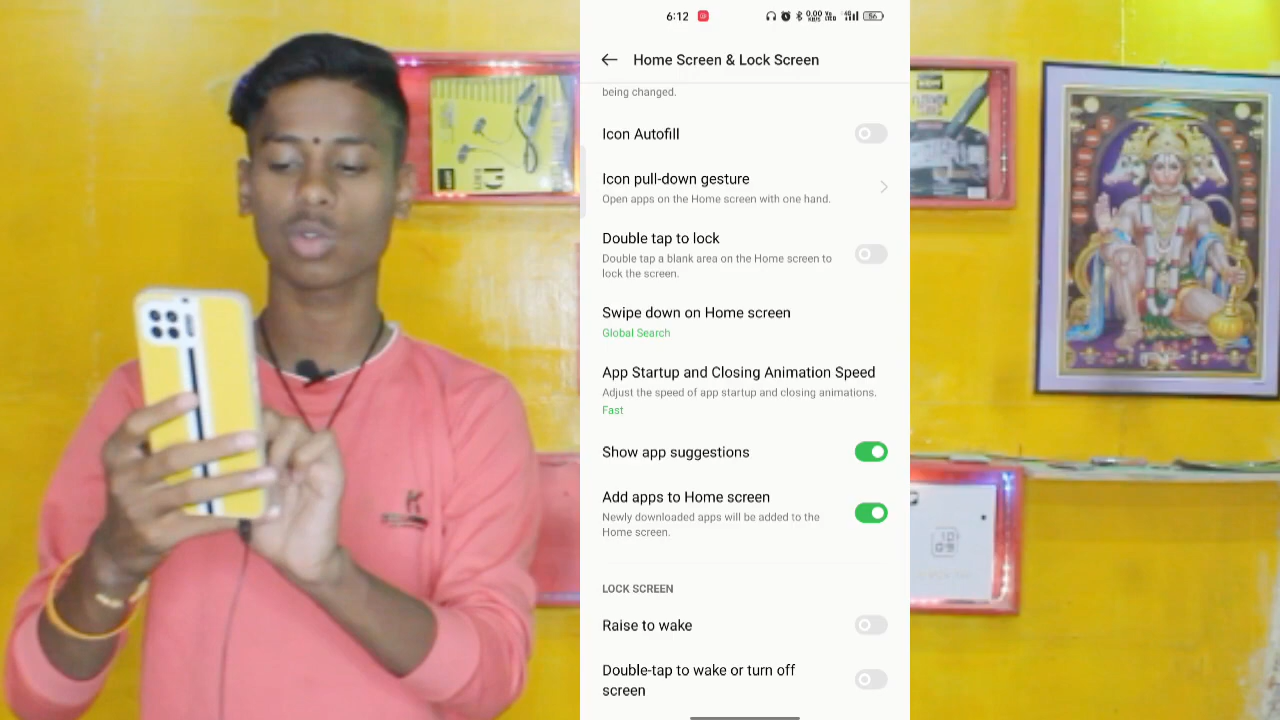 6:12
0.00
KB/S
56
Home Screen & Lock Screen
being changed.
Icon Autofill
Icon pull-down gesture
Open apps on the Home screen with one hand.
Double tap to lock
Double tap a blank area on the Home screen to
lock the screen.
Swipe down on Home screen
Global Search
App Startup and Closing Animation Speed
Adjust the speed of app startup and closing animations.
Fast
Show app suggestions
Add apps to Home screen
Newly downloaded apps will be added to the
Home screen.
LOCK SCREEN
Raise to wake
Double-tap to wake or turn off
screen
K